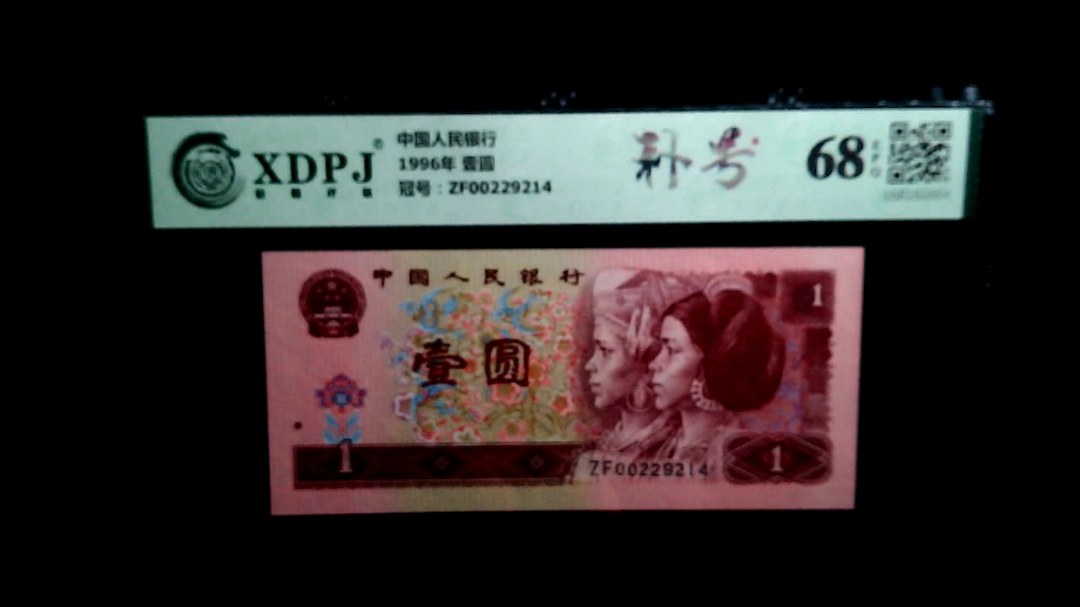 XDPJ®
中国人民银行
1996年 壹圆
冠号：ZF00229214
补号
68
EPQ
中国人民银行
1
壹圆
1
ZF00229214
1